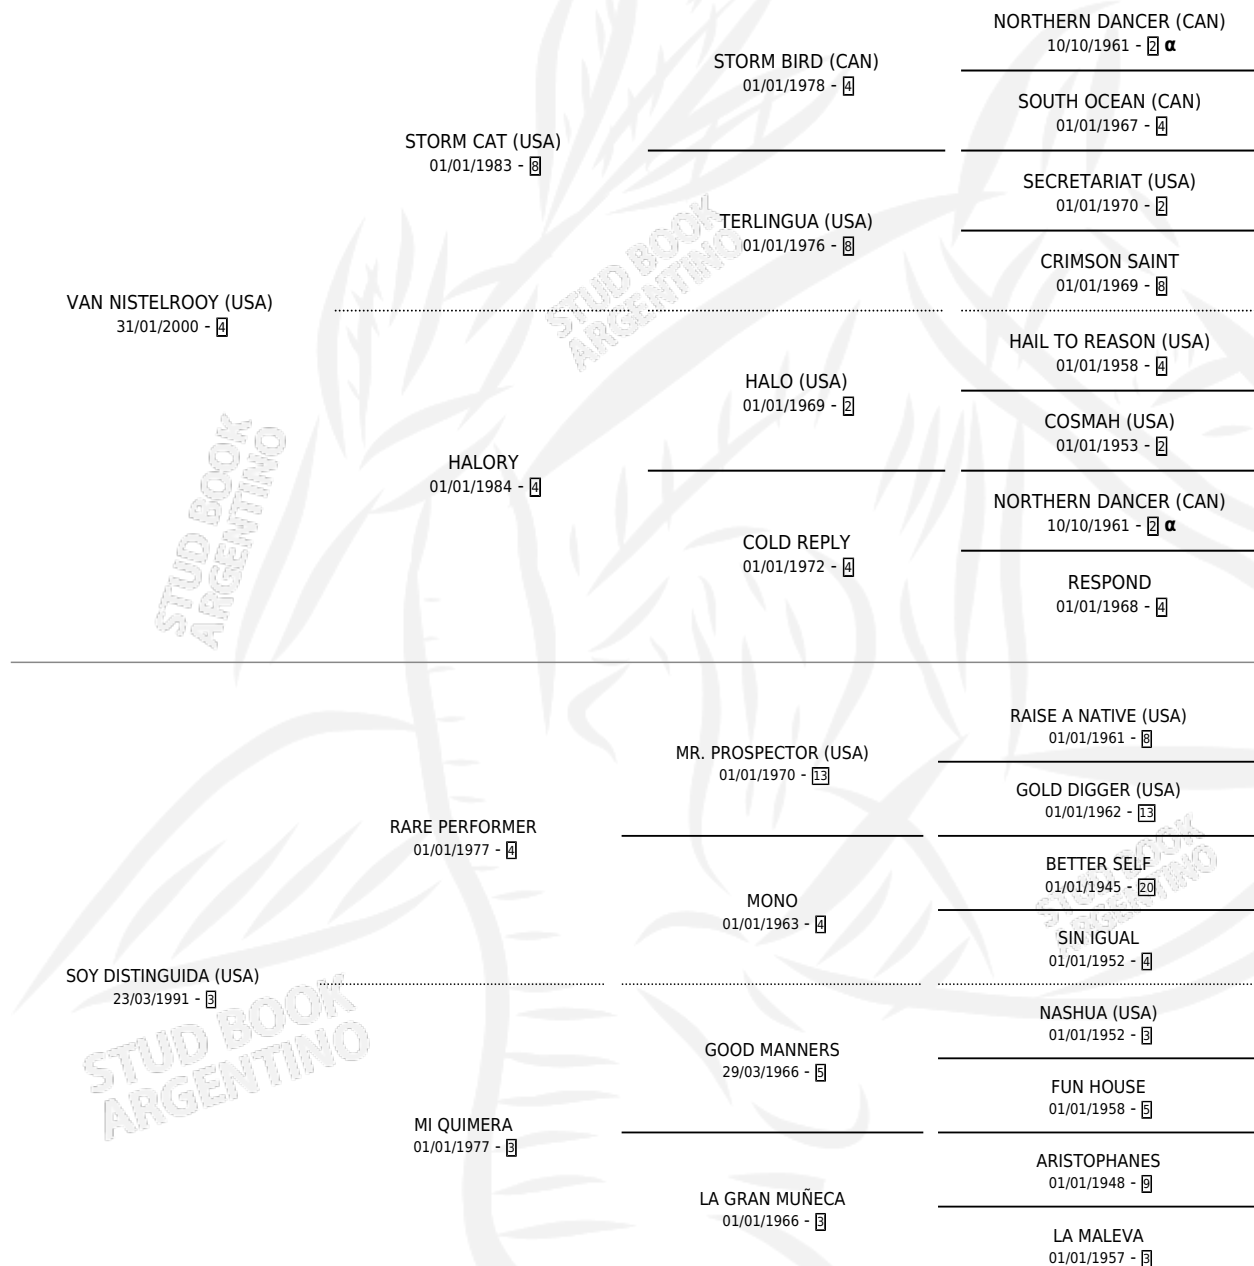 NORTHERN DANCER (CAN)
10/10/1961 - 2 α
STORM BIRD (CAN)
01/01/1978 - 4
SOUTH OCEAN (CAN)
01/01/1967 - 4
STORM CAT (USA)
01/01/1983 - 8
SECRETARIAT (USA)
01/01/1970 - 2
TERLINGUA (USA)
01/01/1976 - 8
CRIMSON SAINT
01/01/1969 - 8
VAN NISTELROOY (USA)
31/01/2000 - 4
HAIL TO REASON (USA)
01/01/1958 - 4
HALO (USA)
01/01/1969 - 2
COSMAH (USA)
01/01/1953 - 2
HALORY
01/01/1984 - 4
NORTHERN DANCER (CAN)
10/10/1961 - 2 α
COLD REPLY
01/01/1972 - 4
RESPOND
01/01/1968 - 4
RAISE A NATIVE (USA)
01/01/1961 - 8
MR. PROSPECTOR (USA)
01/01/1970 - 13
GOLD DIGGER (USA)
01/01/1962 - 13
RARE PERFORMER
01/01/1977 - 4
BETTER SELF
01/01/1945 - 20
MONO
01/01/1963 - 4
SIN IGUAL
01/01/1952 - 4
SOY DISTINGUIDA (USA)
23/03/1991 - 3
NASHUA (USA)
01/01/1952 - 3
GOOD MANNERS
29/03/1966 - 5
FUN HOUSE
01/01/1958 - 5
MI QUIMERA
01/01/1977 - 3
ARISTOPHANES
01/01/1948 - 9
LA GRAN MUÑECA
01/01/1966 - 3
LA MALEVA
01/01/1957 - 3
STUD BOOK
ARGENTINO
STUD BOOK
ARGENTINO
STUD BOOK
ARGENTINO
STUD BOOK
ARGENTINO